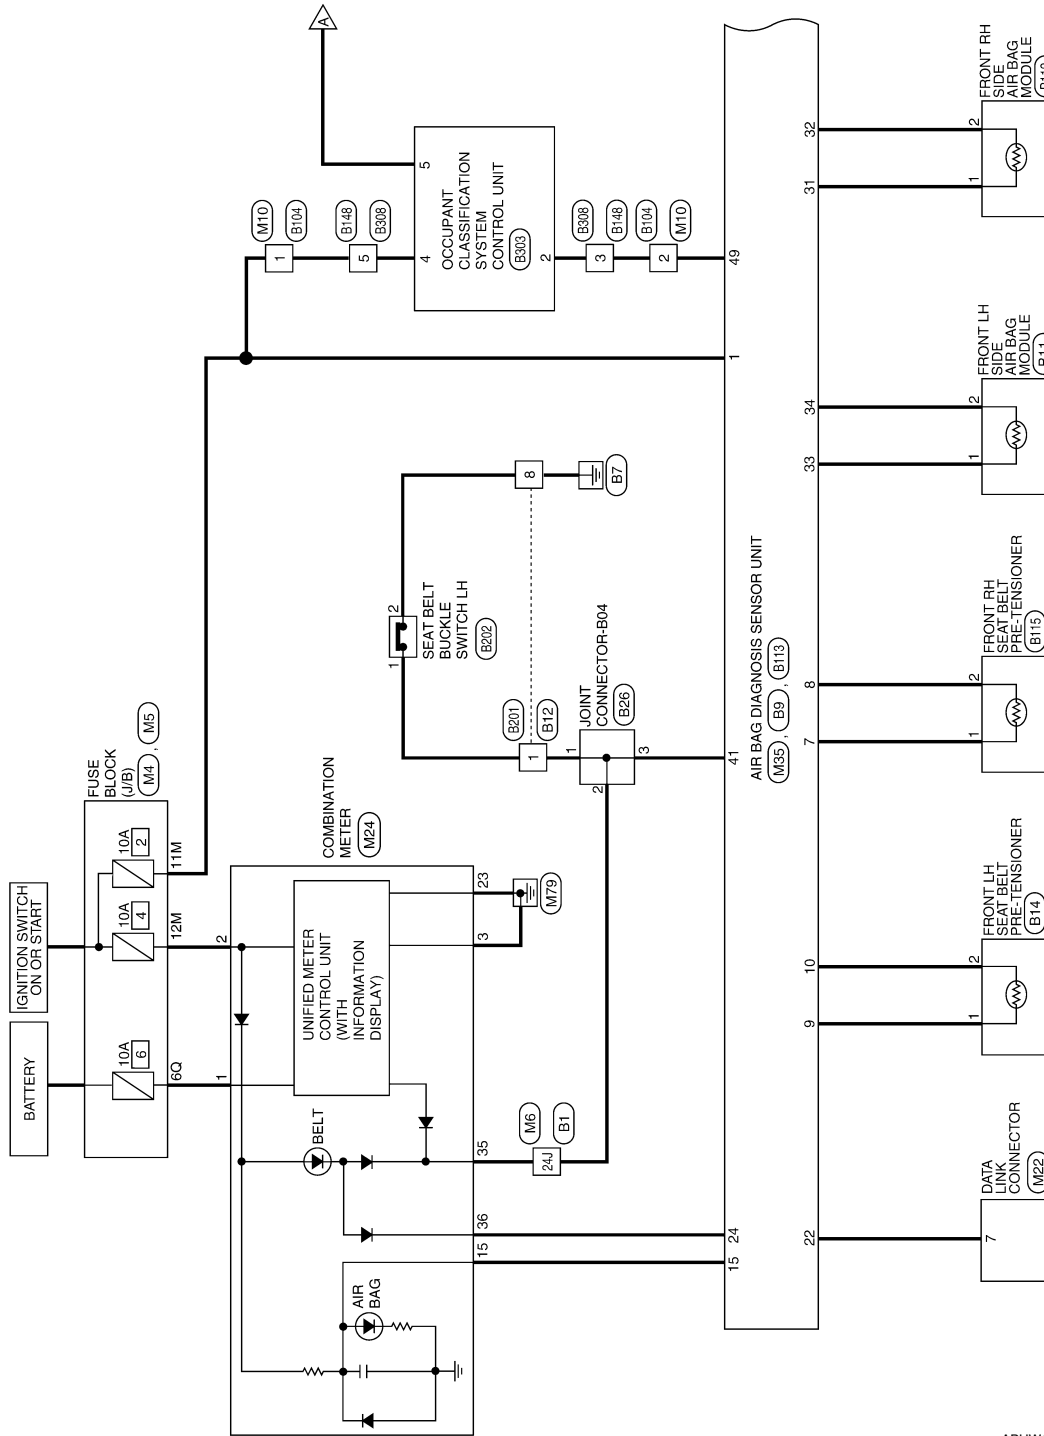 BATTERY
IGNITION SWITCH
ON OR START
FUSE
BLOCK
(J/B)
M4 , M5
10A
6
10A
4
10A
2
6Q
12M
11M
1
2
COMBINATION
METER
M24
UNIFIED METER
CONTROL UNIT
(WITH
INFORMATION
DISPLAY)
BELT
AIR
BAG
15
36
35
3
23
M79
M6
B1
24J
A
M10
B104
1
B148
B308
5
4
5
OCCUPANT
CLASSIFICATION
SYSTEM
CONTROL UNIT
B303
2
B308
B148
3
B104
M10
2
1
2
SEAT BELT
BUCKLE
SWITCH LH
B202
B201
B12
1
8
B7
JOINT
CONNECTOR-B04
B26
1
2
3
15
24
41
1
49
AIR BAG DIAGNOSIS SENSOR UNIT
M35 , B9 , B113
22
9
10
7
8
33
34
31
32
DATA
LINK
CONNECTOR
M22
7
FRONT LH
SEAT BELT
PRE-TENSIONER
B14
1
2
FRONT RH
SEAT BELT
PRE-TENSIONER
B115
1
2
FRONT LH
SIDE
AIR BAG
MODULE
1
2
FRONT RH
SIDE
AIR BAG
MODULE
1
2